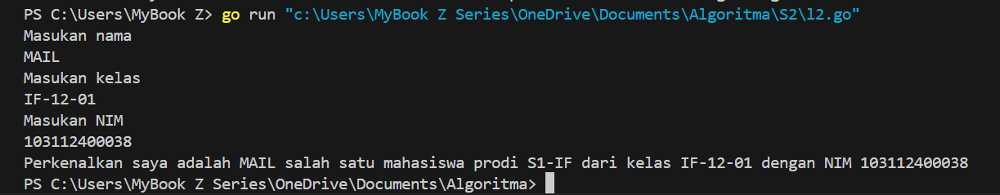 PS C:\Users\MyBook Z> go run "c:\Users\MyBook Z Series\OneDrive\Documents\Algoritma\S2\l2.go"
Masukan nama
MAIL
Masukan kelas
IF-12-01
Masukan NIM
103112400038
Perkenalkan saya adalah MAIL salah satu mahasiswa prodi S1-IF dari kelas IF-12-01 dengan NIM 103112400038
PS C:\Users\MyBook Z Series\OneDrive\Documents\Algoritma>